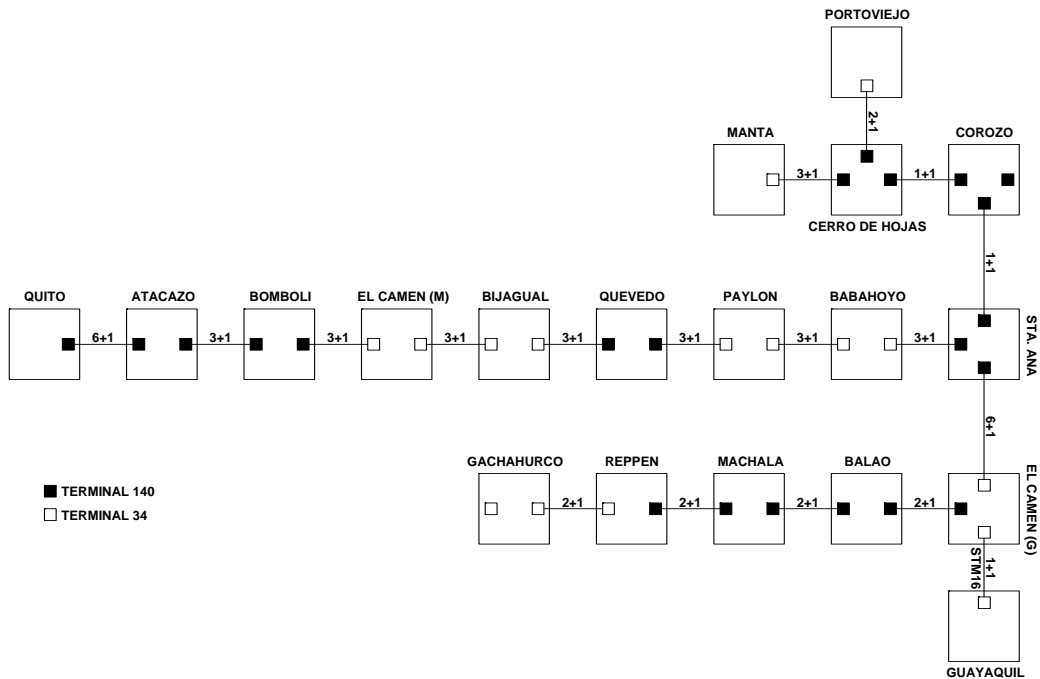 PORTOVIEJO
2+1
MANTA
COROZO
3+1
1+1
CERRO DE HOJAS
1+1
QUITO
ATACAZO
BOMBOLI
EL CAMEN (M)
BIJAGUAL
QUEVEDO
PAYLON
BABAHOYO
STA. ANA
6+1
3+1
3+1
3+1
3+1
3+1
3+1
3+1
6+1
GACHAHURCO
REPPEN
MACHALA
BALAO
EL CAMEN (G)
TERMINAL 140
2+1
2+1
2+1
2+1
TERMINAL 34
1+1
STM16
GUAYAQUIL